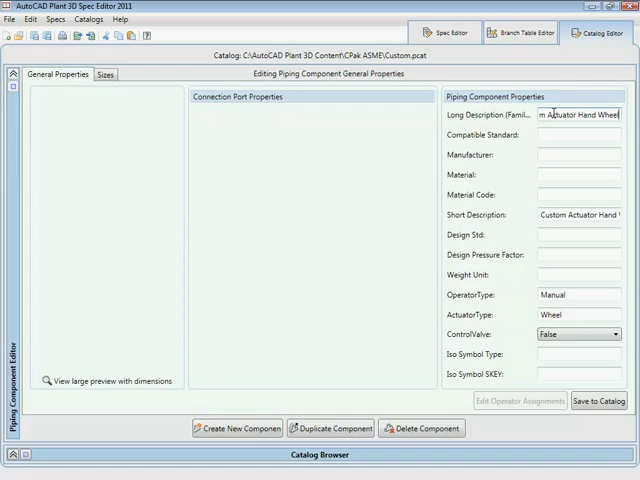 AutoCAD Plant 3D Spec Editor 2011
File Edit Specs Catalogs Help
Spec Editor Branch Table Editor Catalog Editor
Catalog: C:\AutoCAD Plant 3D Content\CPak ASME\Custom.pcat
General Properties Sizes Editing Piping Component General Properties
Connection Port Properties
Piping Component Properties
Long Description (Famil... m Actuator Hand Wheel
Compatible Standard:
Manufacturer:
Material:
Material Code:
Short Description: Custom Actuator Hand
Design Std:
Design Pressure Factor:
Weight Unit:
OperatorType: Manual
ActuatorType: Wheel
ControlValve: False
Iso Symbol Type:
Iso Symbol SKEY:
View large preview with dimensions
Edit Operator Assignments Save to Catalog
Piping Component Editor
Create New Componen Duplicate Component Delete Component
Catalog Browser